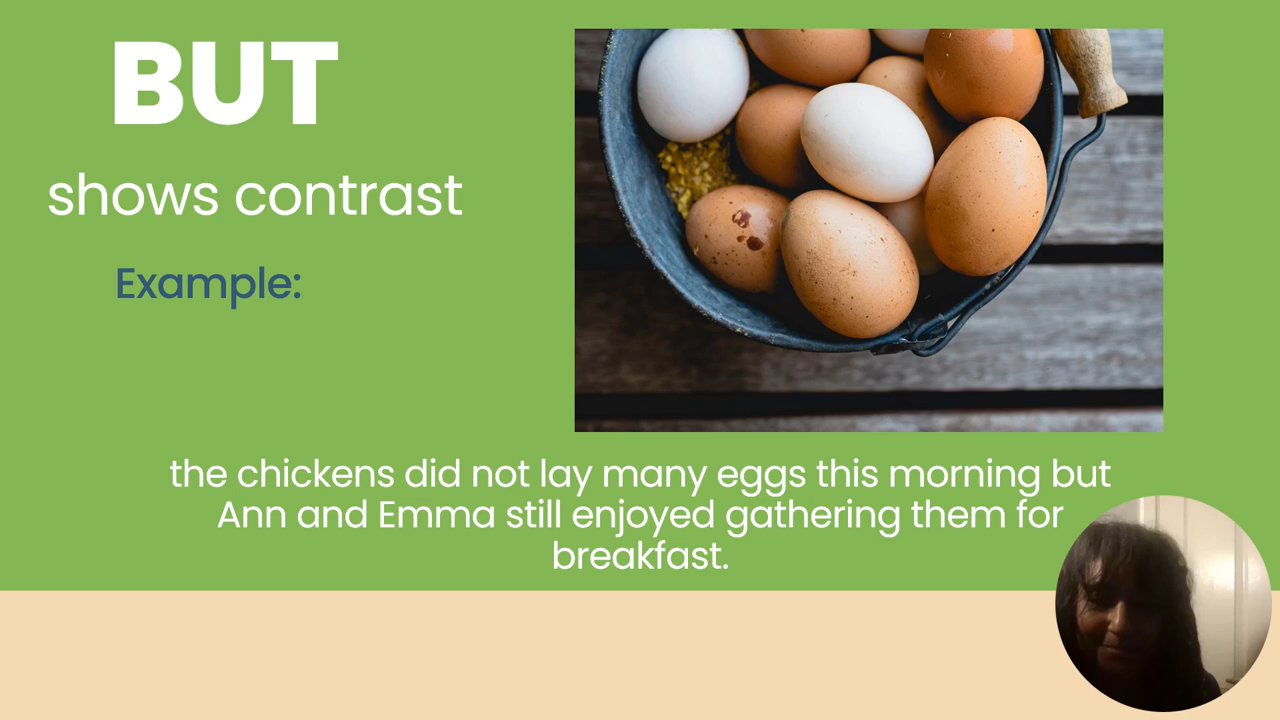 BUT
shows contrast
Example:
the chickens did not lay many eggs this morning but
Ann and Emma still enjoyed gathering them for
breakfast.